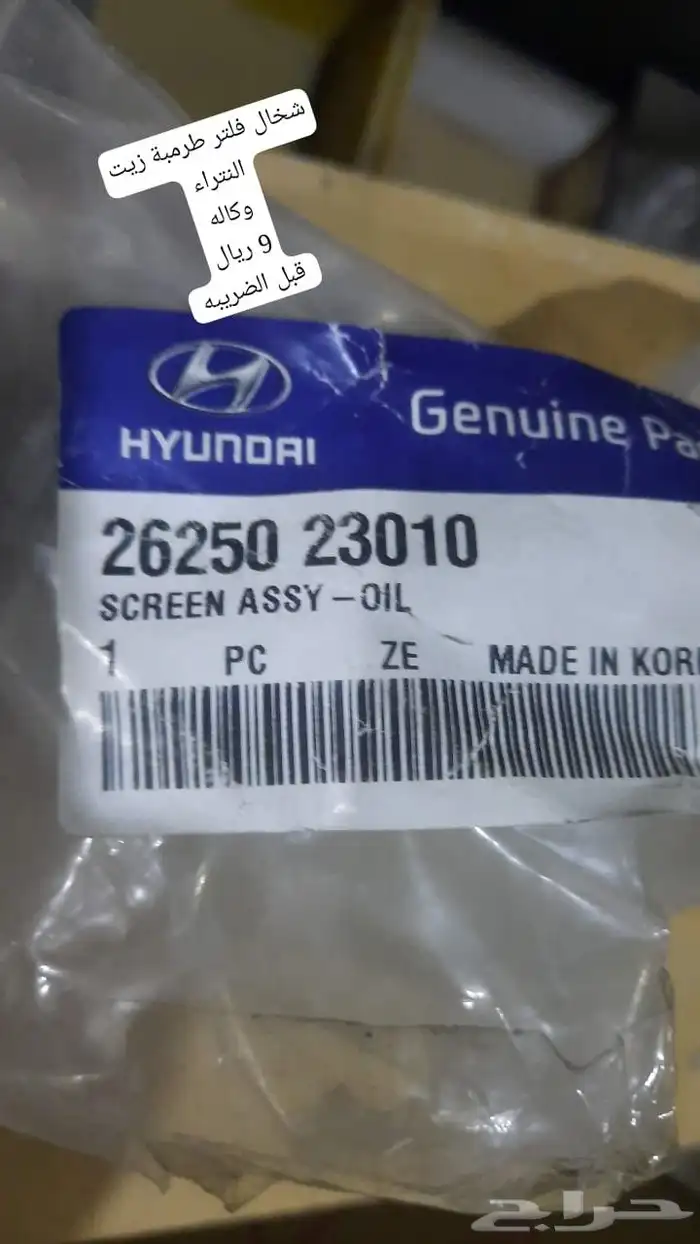 شخال فلتر طرمبة زيت
النتراء
وكاله
9 ريال
قبل الضريبه
HYUNDAI
Genuine Pa
26250 23010
SCREEN ASSY-OIL
1 PC ZE MADE IN KOR
حراج